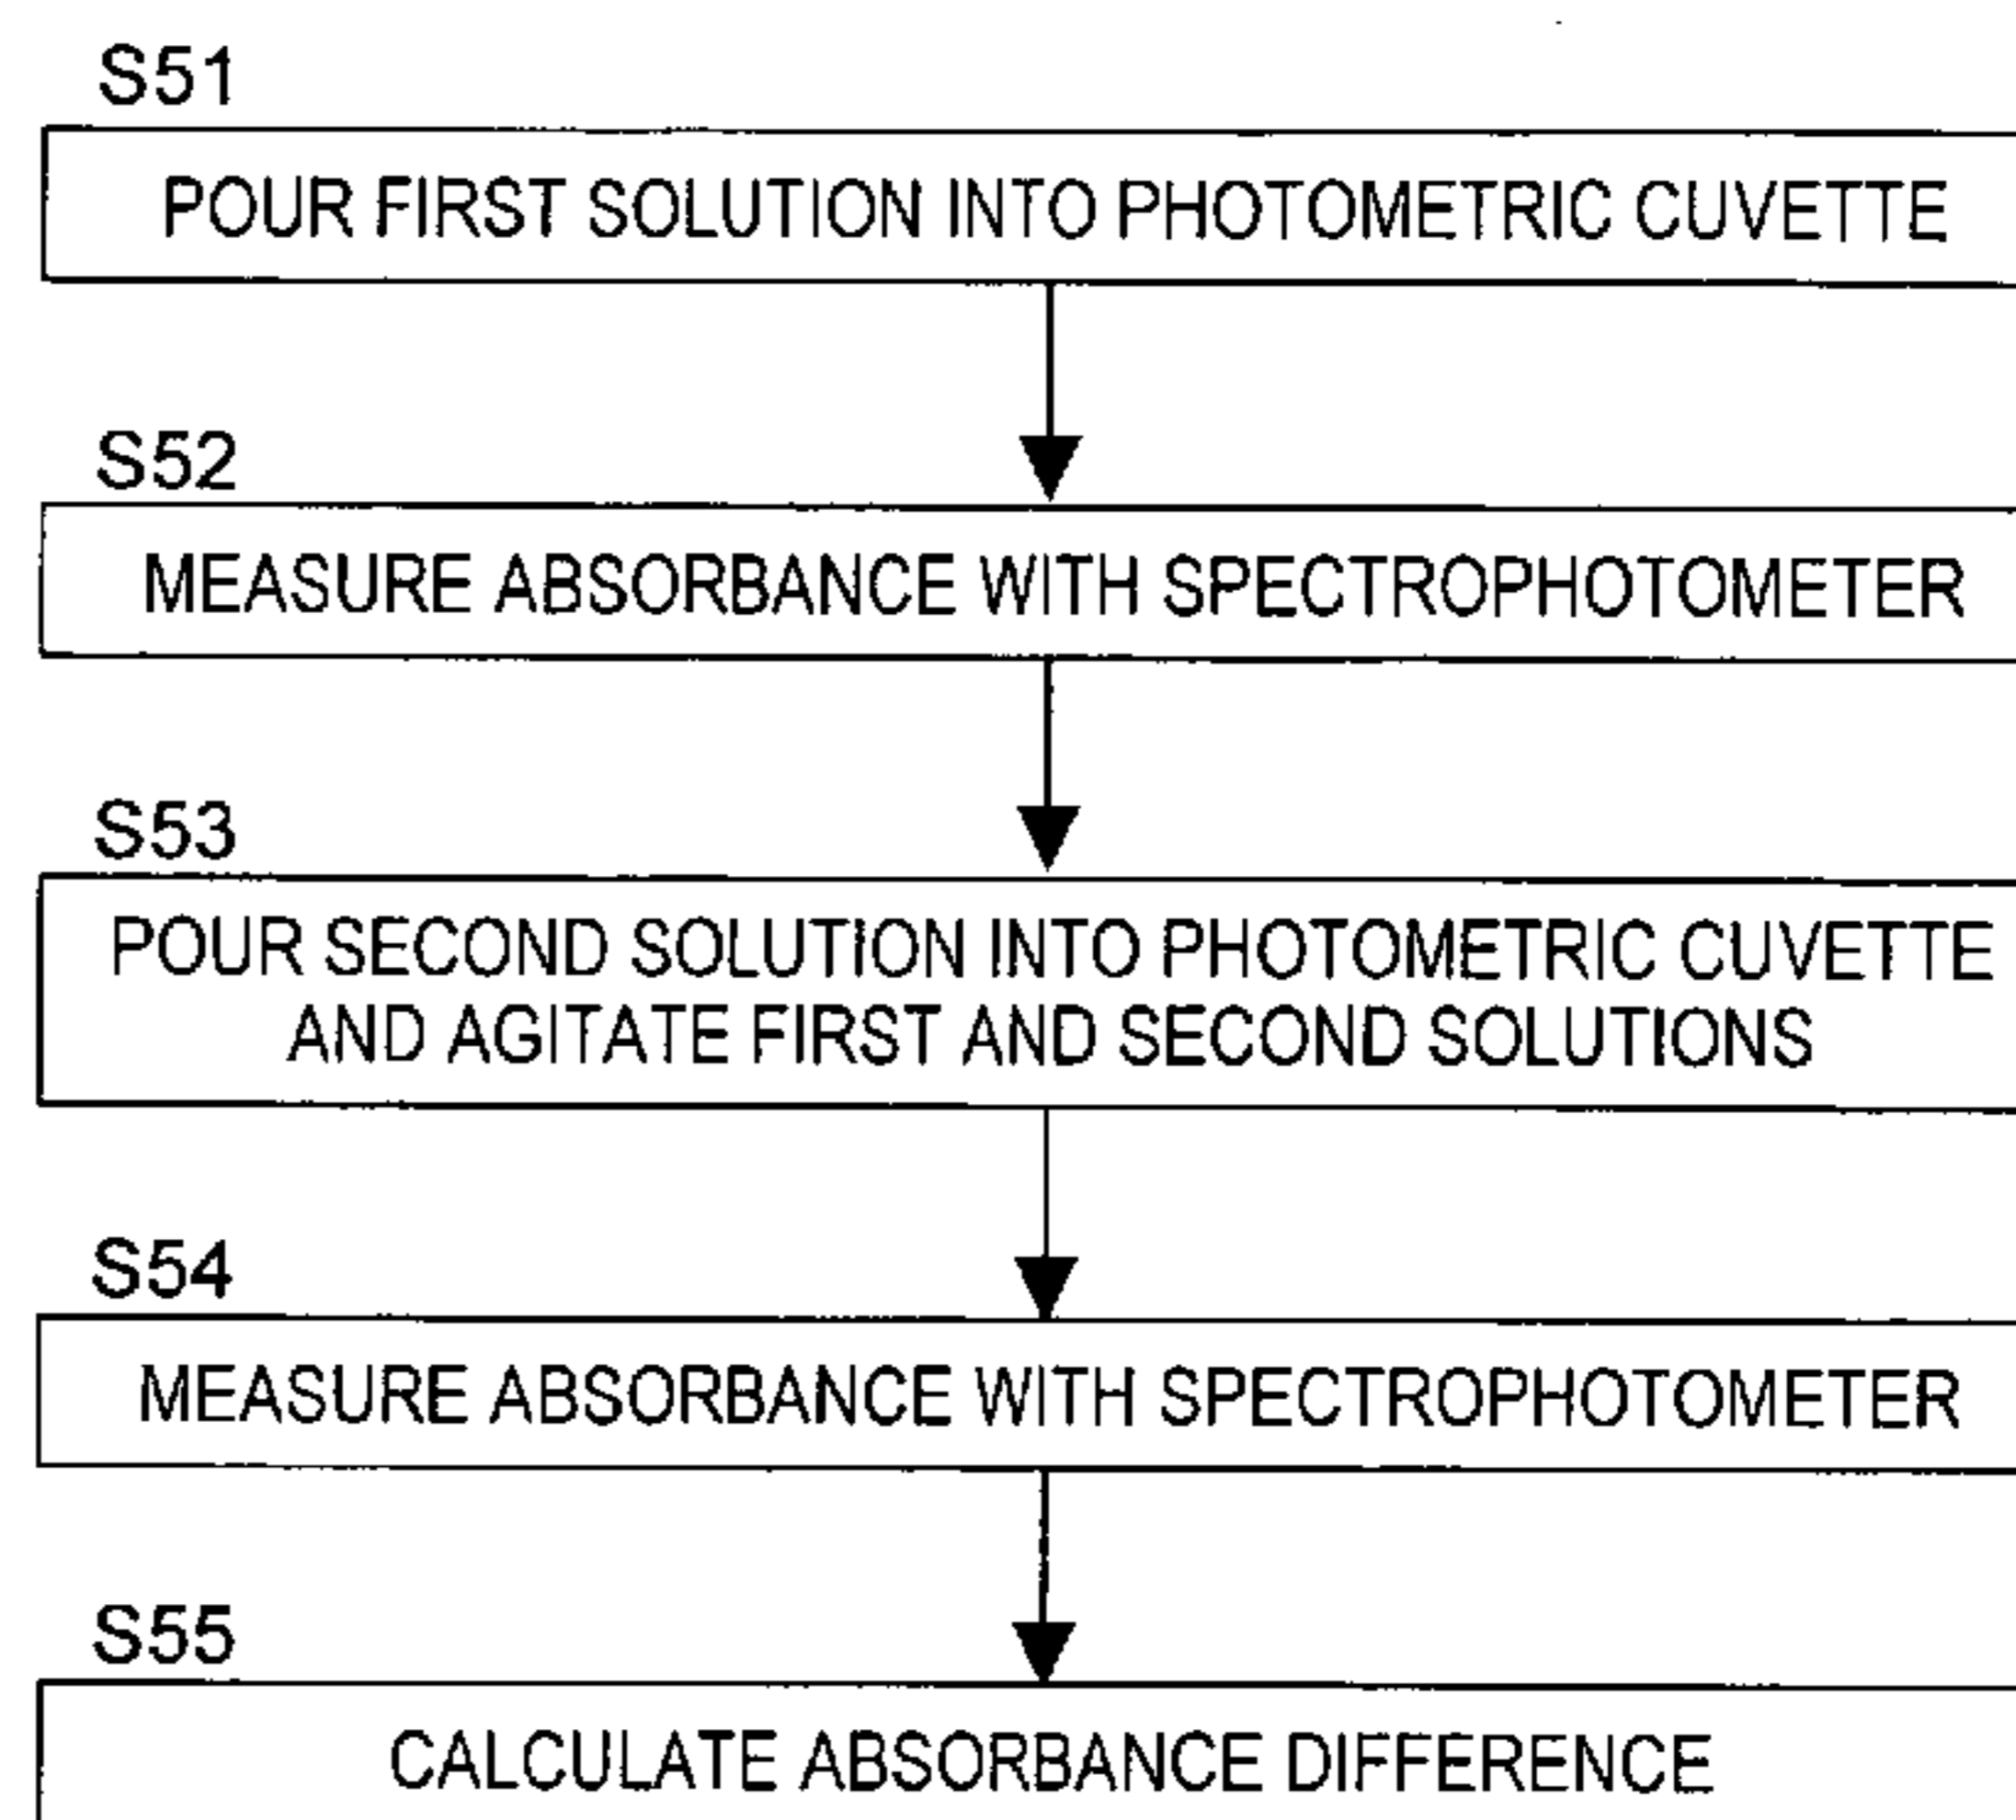 S51
POUR FIRST SOLUTION INTO PHOTOMETRIC CUVETTE
S52
MEASURE ABSORBANCE WITH SPECTROPHOTOMETER
S53
POUR SECOND SOLUTION INTO PHOTOMETRIC CUVETTE
AND AGITATE FIRST AND SECOND SOLUTIONS
S54
MEASURE ABSORBANCE WITH SPECTROPHOTOMETER
S55
CALCULATE ABSORBANCE DIFFERENCE